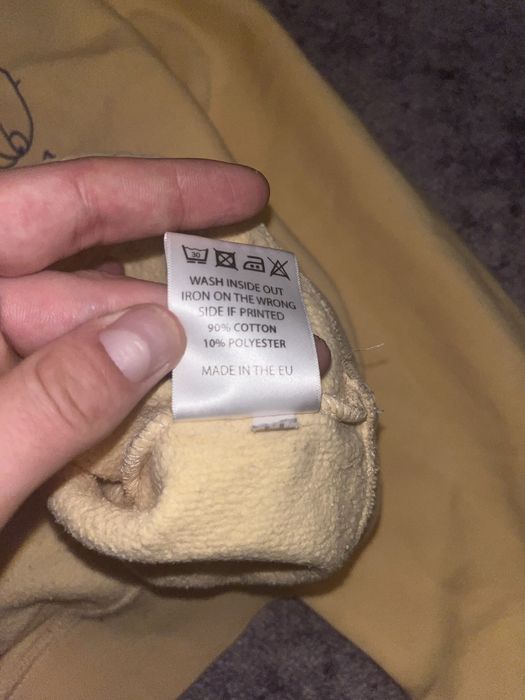 30
WASH INSIDE OUT
IRON ON THE WRONG
SIDE IF PRINTED
90% COTTON
10% POLYESTER
MADE IN THE EU